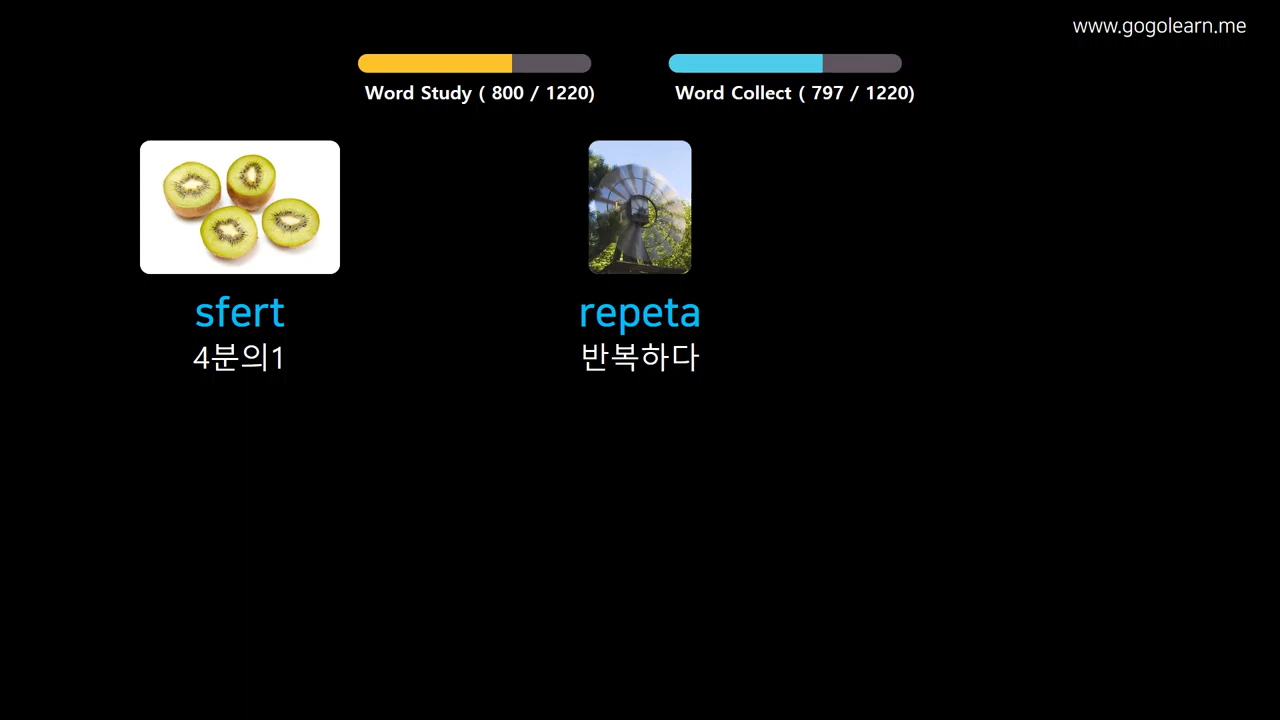 www.gogolearn.me
Word Study ( 800 / 1220)
Word Collect ( 797 / 1220)
sfert
4분의1
repeta
반복하다